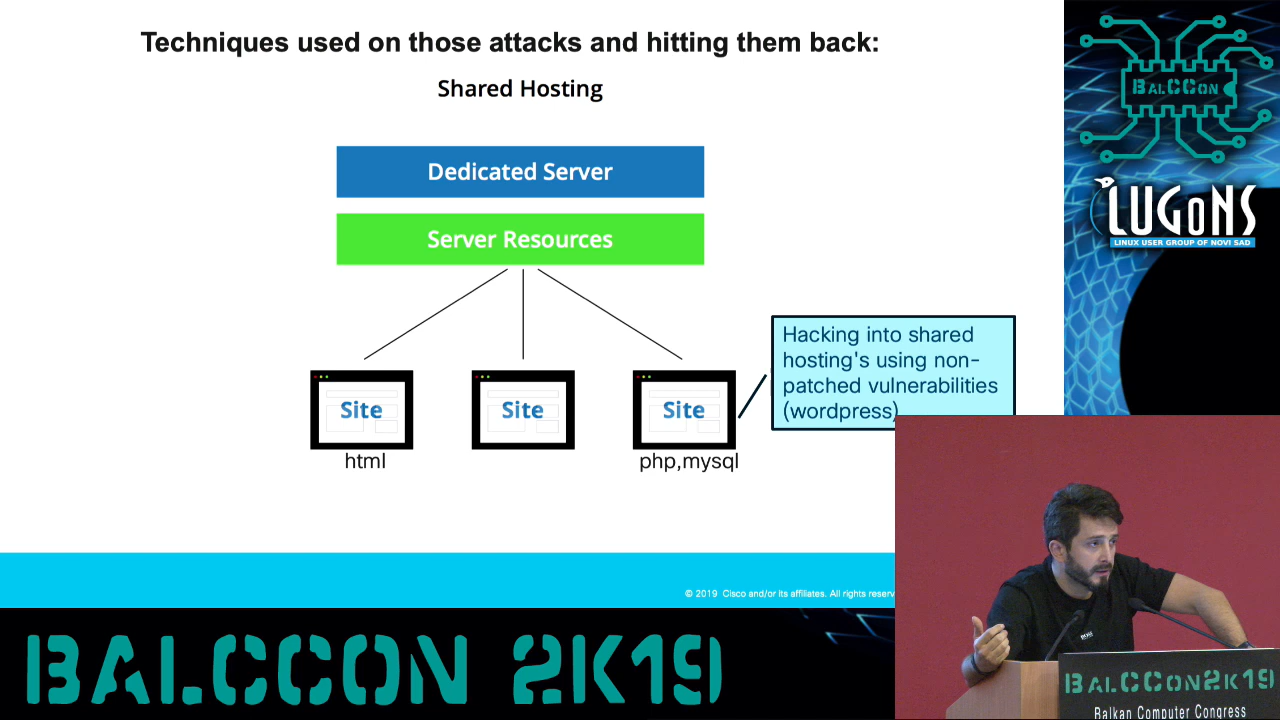 Techniques used on those attacks and hitting them back:
Shared Hosting
Dedicated Server
Server Resources
Site
Site
Site
html
php,mysql
Hacking into shared
hosting's using non-
patched vulnerabilities
(wordpress)
© 2019 Cisco and/or its affiliates. All rights reserv
BALCCON
LUGONS
LINUX USER GROUP OF NOVI SAD
BALCCON 2K19
BALCCON2K19
Balkan Computer Congress